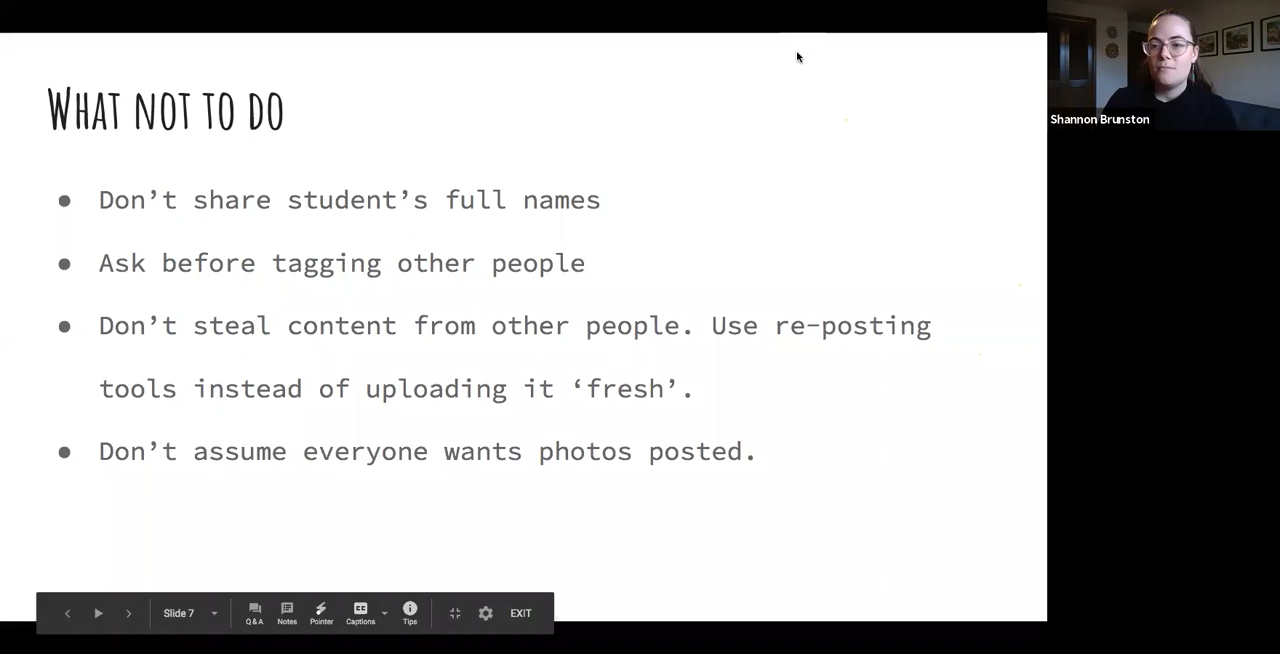 What not to do
● Don’t share student’s full names
● Ask before tagging other people
● Don’t steal content from other people. Use re-posting
tools instead of uploading it ‘fresh’.
● Don’t assume everyone wants photos posted.
Shannon Brunston
Slide 7
Q & A
Notes
Pointer
CC
Captions
Tips
EXIT